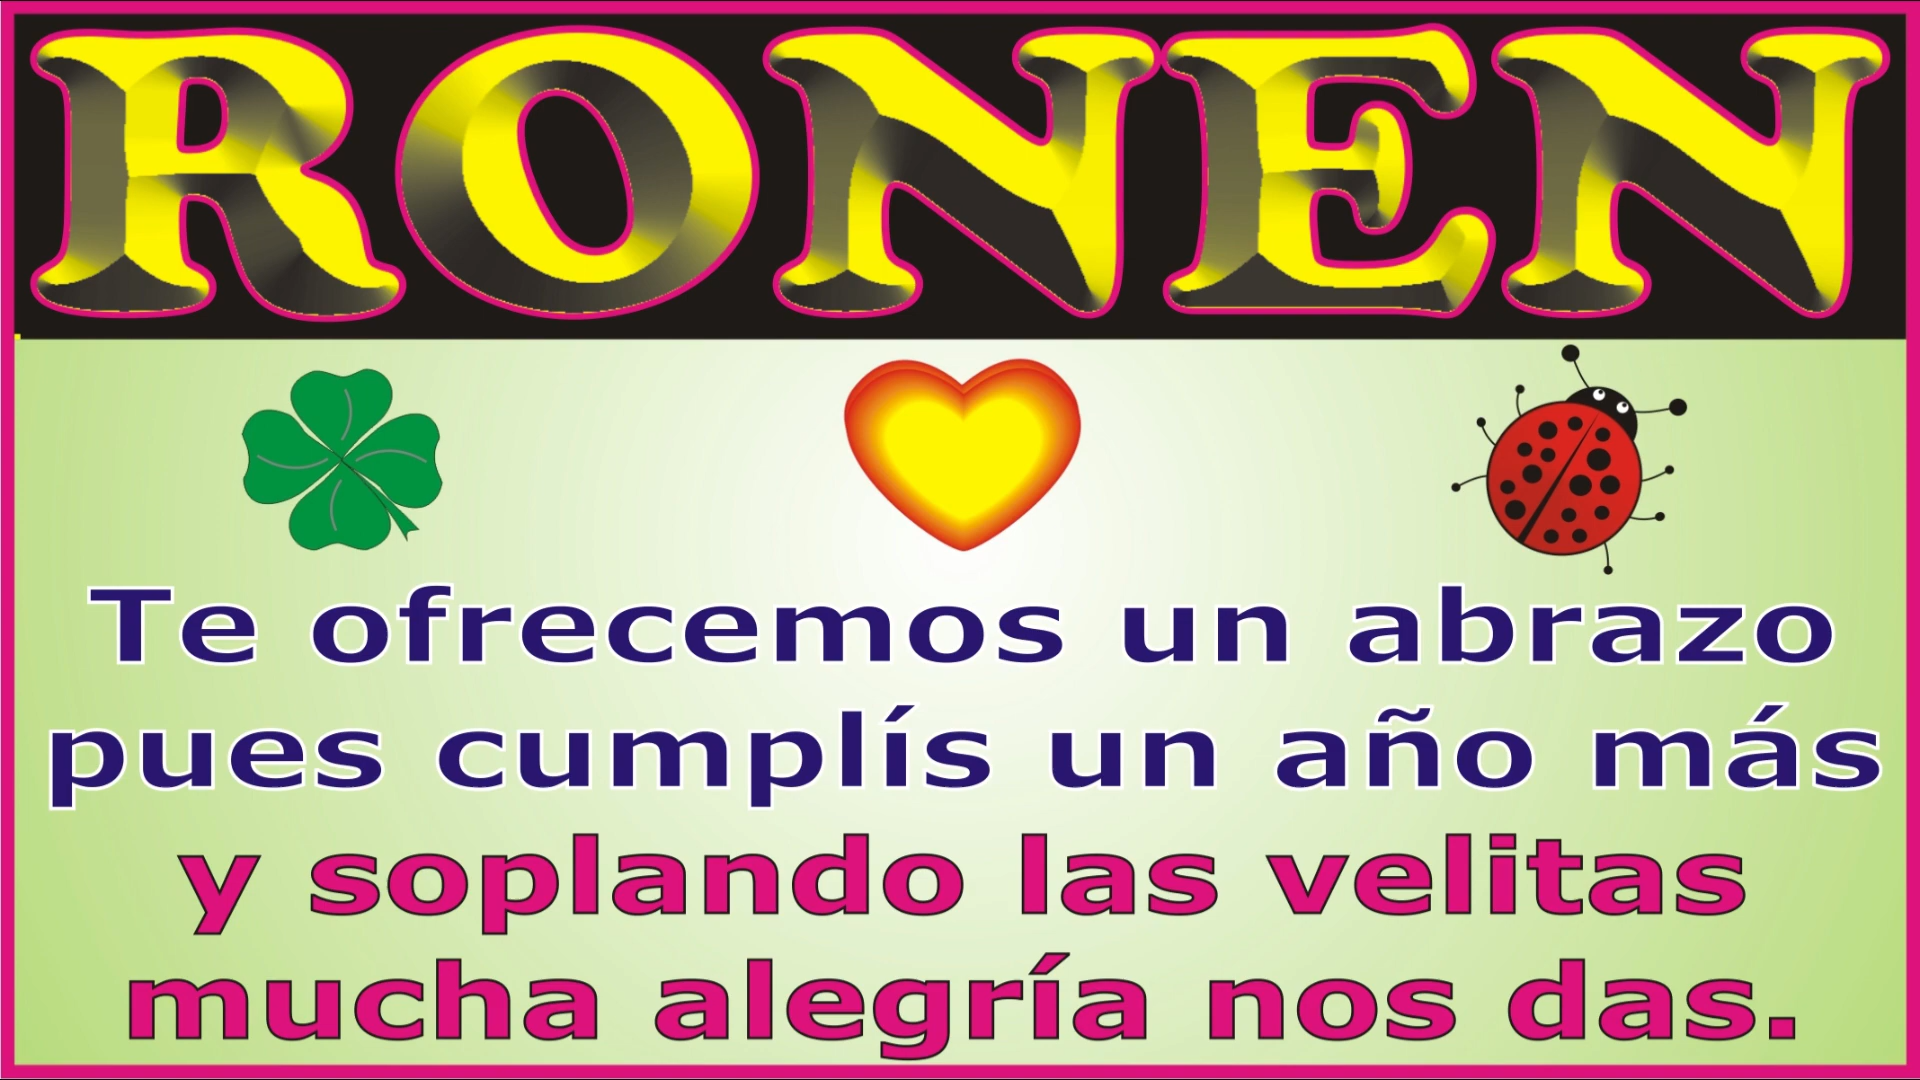 RONEN
Te ofrecemos un abrazo
pues cumplís un año más
y soplando las velitas
mucha alegría nos das.